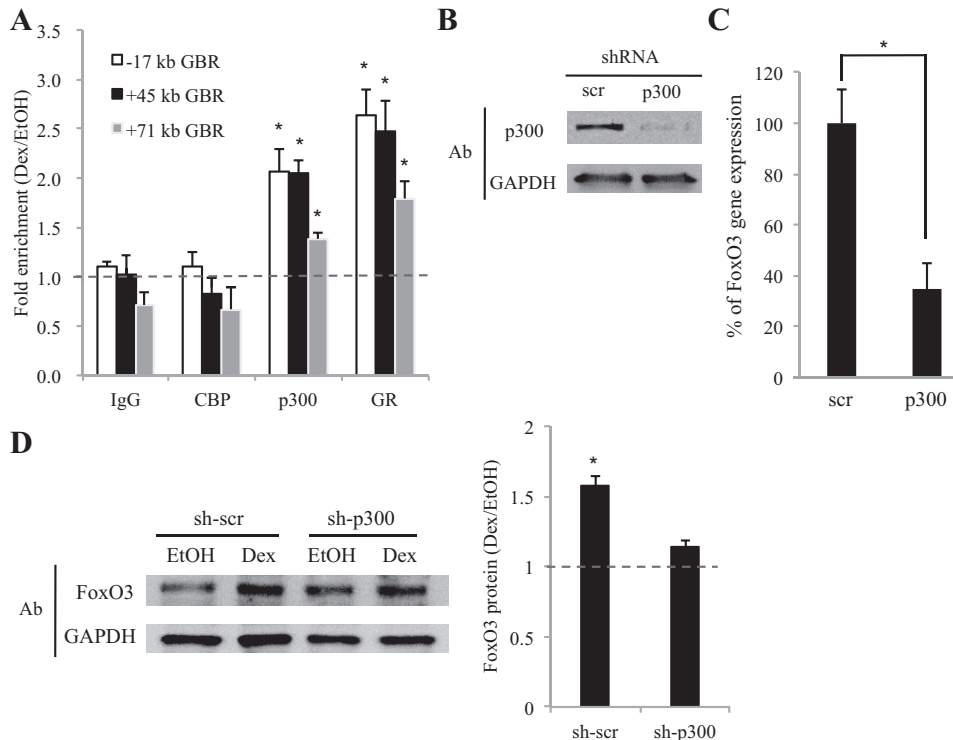 A
Fold enrichment (Dex/EtOH)
3.5
3.0
2.5
2.0
1.5
1.0
0.5
0.0
-17 kb GBR
+45 kb GBR
+71 kb GBR
* * *
* * *
IgG CBP p300 GR
B
shRNA
scr p300
Ab
p300
GAPDH
C
% of FoxO3 gene expression
120
100
80
60
40
20
0
*
scr p300
D
sh-scr sh-p300
EtOH Dex EtOH Dex
Ab
FoxO3
GAPDH
FoxO3 protein (Dex/EtOH)
2
1.5
1
0.5
0
*
sh-scr sh-p300